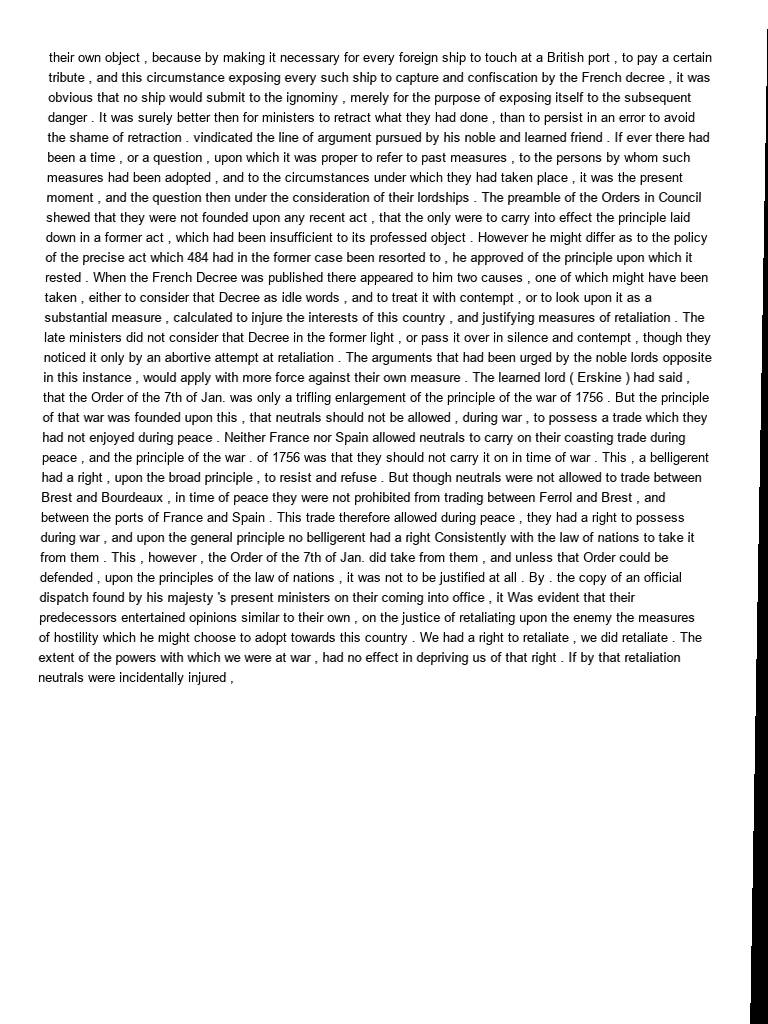 their own object , because by making it necessary for every foreign ship to touch at a British port , to pay a certain
tribute , and this circumstance exposing every such ship to capture and confiscation by the French decree , it was
obvious that no ship would submit to the ignominy , merely for the purpose of exposing itself to the subsequent
danger . It was surely better then for ministers to retract what they had done , than to persist in an error to avoid
the shame of retraction . vindicated the line of argument pursued by his noble and learned friend . If ever there had
been a time , or a question , upon which it was proper to refer to past measures , to the persons by whom such
measures had been adopted , and to the circumstances under which they had taken place , it was the present
moment , and the question then under the consideration of their lordships . The preamble of the Orders in Council
shewed that they were not founded upon any recent act , that the only were to carry into effect the principle laid
down in a former act , which had been insufficient to its professed object . However he might differ as to the policy
of the precise act which 484 had in the former case been resorted to , he approved of the principle upon which it
rested . When the French Decree was published there appeared to him two causes , one of which might have been
taken , either to consider that Decree as idle words , and to treat it with contempt , or to look upon it as a
substantial measure , calculated to injure the interests of this country , and justifying measures of retaliation . The
late ministers did not consider that Decree in the former light , or pass it over in silence and contempt , though they
noticed it only by an abortive attempt at retaliation . The arguments that had been urged by the noble lords opposite
in this instance , would apply with more force against their own measure . The learned lord ( Erskine ) had said ,
that the Order of the 7th of Jan. was only a trifling enlargement of the principle of the war of 1756 . But the principle
of that war was founded upon this , that neutrals should not be allowed , during war , to possess a trade which they
had not enjoyed during peace . Neither France nor Spain allowed neutrals to carry on their coasting trade during
peace , and the principle of the war . of 1756 was that they should not carry it on in time of war . This , a belligerent
had a right , upon the broad principle , to resist and refuse . But though neutrals were not allowed to trade between
Brest and Bourdeaux , in time of peace they were not prohibited from trading between Ferrol and Brest , and
between the ports of France and Spain . This trade therefore allowed during peace , they had a right to possess
during war , and upon the general principle no belligerent had a right Consistently with the law of nations to take it
from them . This , however , the Order of the 7th of Jan. did take from them , and unless that Order could be
defended , upon the principles of the law of nations , it was not to be justified at all . By . the copy of an official
dispatch found by his majesty 's present ministers on their coming into office , it Was evident that their
predecessors entertained opinions similar to their own , on the justice of retaliating upon the enemy the measures
of hostility which he might choose to adopt towards this country . We had a right to retaliate , we did retaliate . The
extent of the powers with which we were at war , had no effect in depriving us of that right . If by that retaliation
neutrals were incidentally injured ,